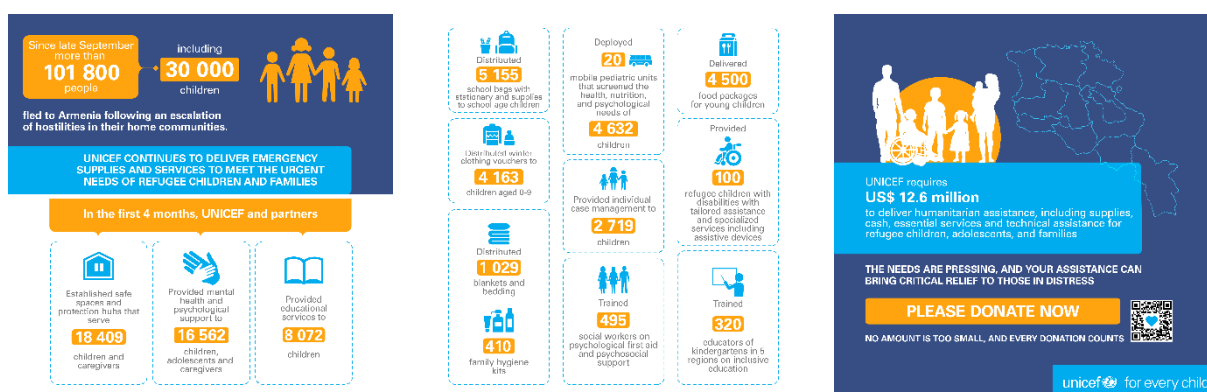 Since late September
more than
101 800
people
including
30 000
children
fled to Armenia following an escalation
of hostilities in their home communities.
UNICEF CONTINUES TO DELIVER EMERGENCY
SUPPLIES AND SERVICES TO MEET THE URGENT
NEEDS OF REFUGEE CHILDREN AND FAMILIES
In the first 4 months, UNICEF and partners
Established safe
spaces and
protection hubs that
serve
18 409
children and
caregivers
Provided mental
health and
psychological
support to
16 562
children,
adolescents and
caregivers
Provided
educational
services to
8 072
children
Distributed
5 155
school bags with
stationary and supplies
to school age children
Distributed winter
clothing vouchers to
4 163
children aged 0-9
Distributed
1 029
blankets and
bedding
410
family hygiene
kits
Deployed
20
mobile pediatric units
that screened the
health, nutrition,
and psychological
needs of
4 632
children
Provided individual
case management to
2 719
children
Trained
495
social workers on
psychological first aid
and psychosocial
support
Delivered
4 500
food packages
for young children
Provided
100
refugee children with
disabilities with
tailored assistance
and specialized
services including
assistive devices
Trained
320
educators of
kindergartens in 5
regions on inclusive
education
UNICEF requires
US$ 12.6 million
to deliver humanitarian assistance, including supplies,
cash, essential services and technical assistance for
refugee children, adolescents, and families
THE NEEDS ARE PRESSING, AND YOUR ASSISTANCE CAN
BRING CRITICAL RELIEF TO THOSE IN DISTRESS
PLEASE DONATE NOW
NO AMOUNT IS TOO SMALL, AND EVERY DONATION COUNTS
unicef for every chil